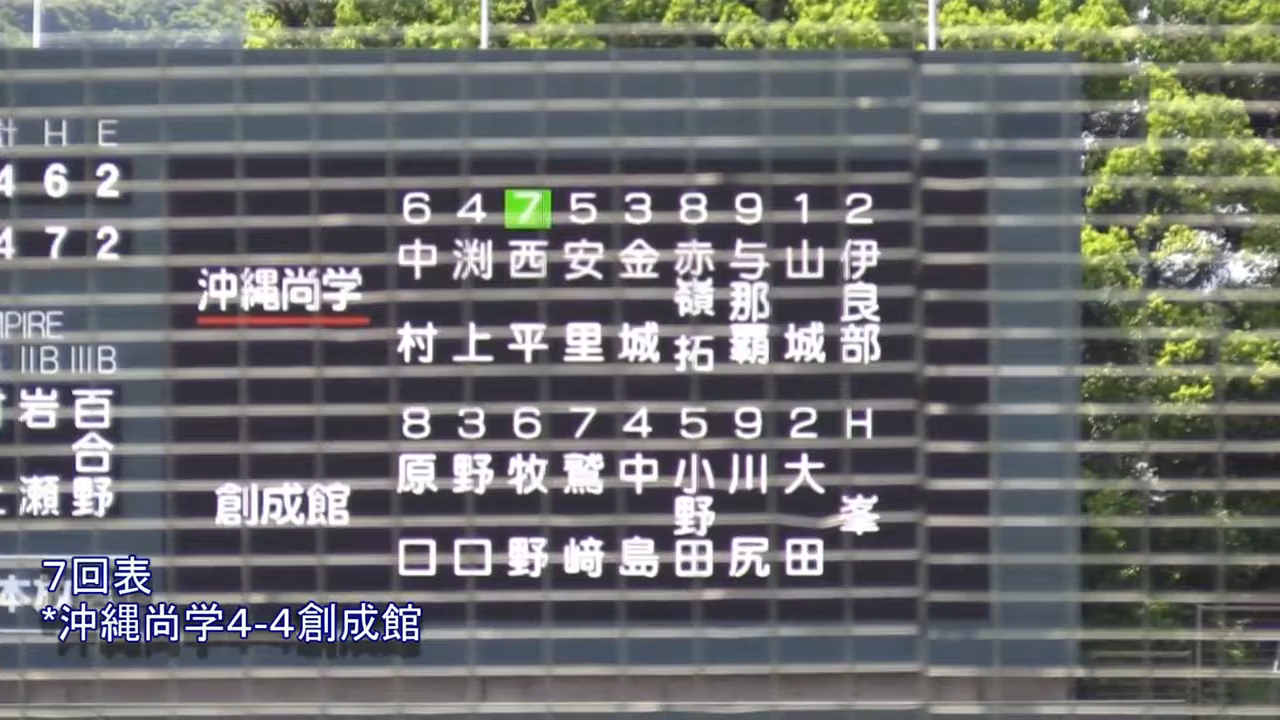 計 H E
4 6 2
4 7 2
MPIRE
IIB IIIB
岩瀬 百合野
沖縄尚学
6 4 7 5 3 8 9 1 2
中村 渕上 西平 安里 金城 赤嶺拓 与那覇 山城 伊良部
創成館
8 3 6 7 4 5 9 2 H
原口 野口 牧野 鷲﨑 中島 小野田 川尻 大田 峯
7回表
*沖縄尚学4-4創成館